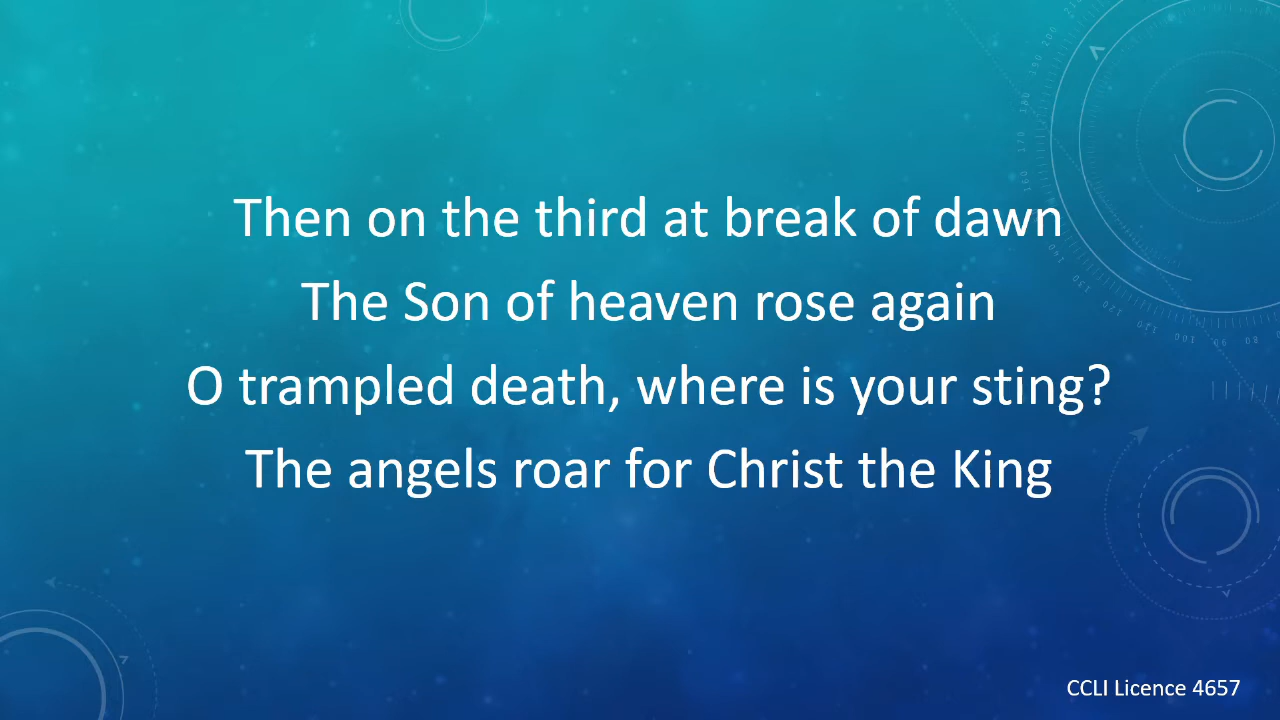 Then on the third at break of dawn
The Son of heaven rose again
O trampled death, where is your sting?
The angels roar for Christ the King
CCLI Licence 4657